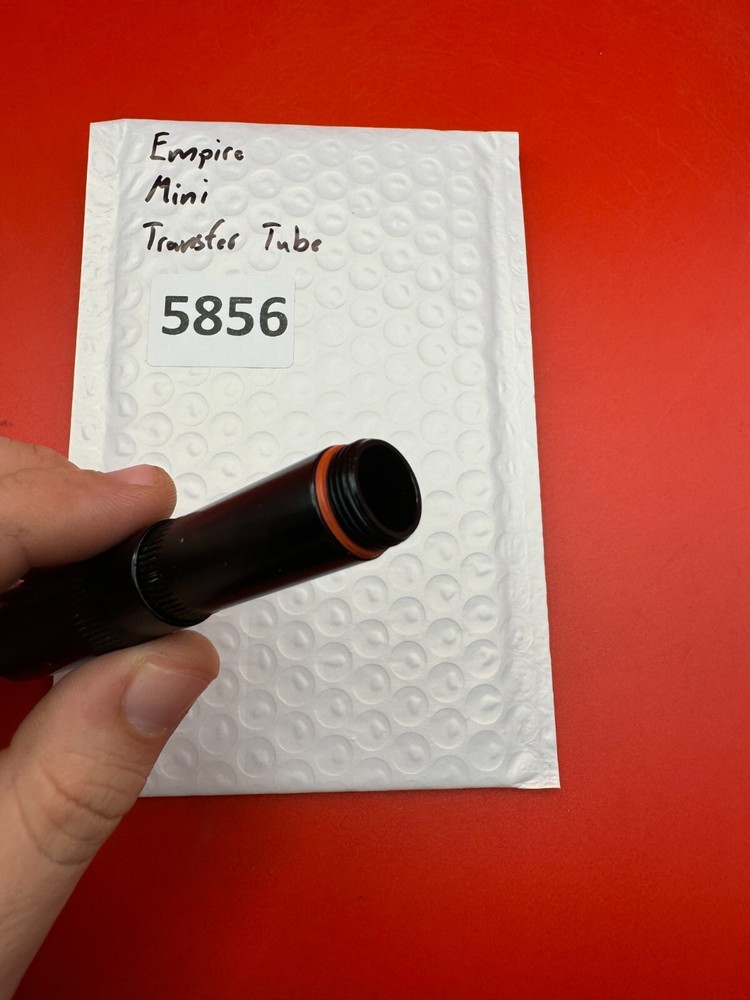 Empire
Mini
Transfer Tube
5856